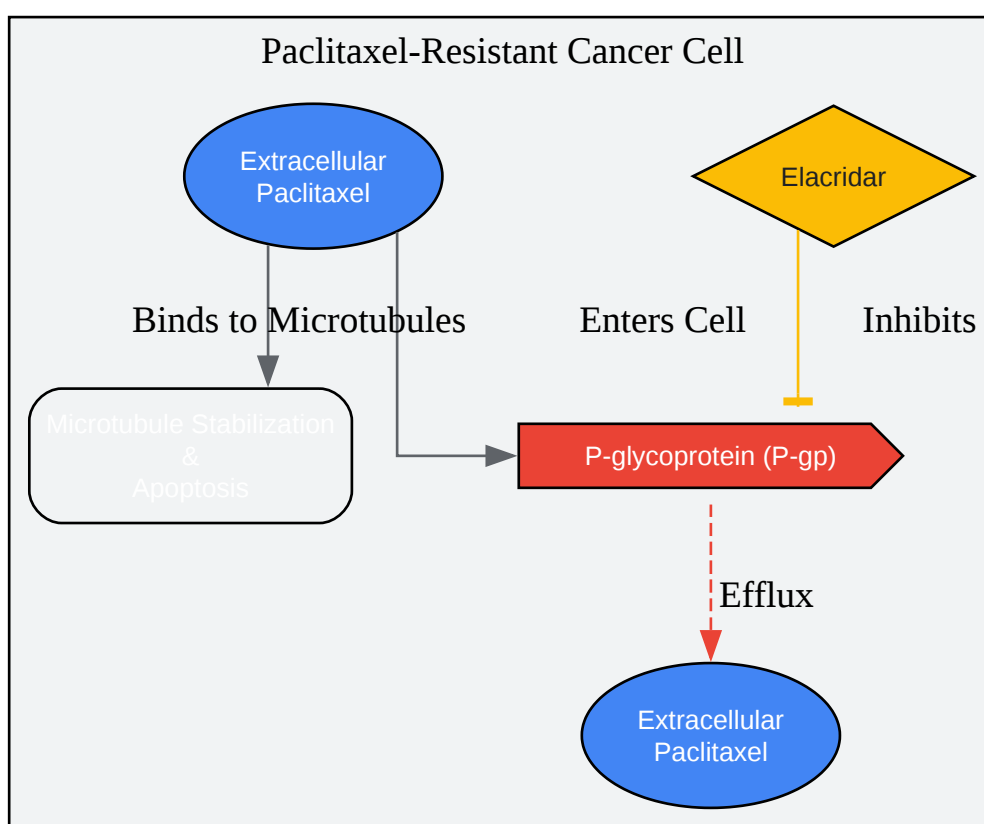 Paclitaxel-Resistant Cancer Cell
Extracellular
Paclitaxel
Elacridar
Binds to Microtubules
Enters Cell
Inhibits
Microtubule Stabilization
&
Apoptosis
P-glycoprotein (P-gp)
Efflux
Extracellular
Paclitaxel